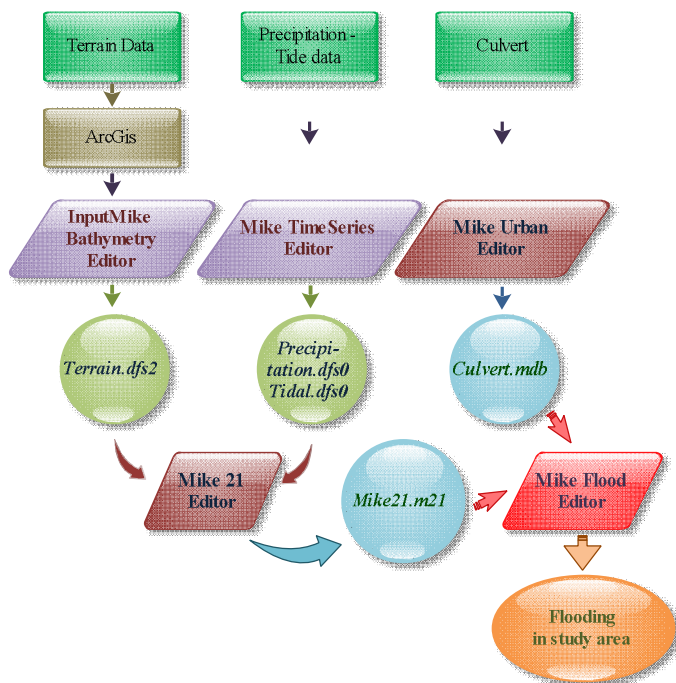 Terrain Data
Precipitation -
Tide data
Culvert
ArcGis
InputMike
Bathymetry
Editor
Mike TimeSeries
Editor
Mike Urban
Editor
Terrain.dfs2
Precipi-
tation.dfs0
Tidal.dfs0
Culvert.mdb
Mike 21
Editor
Mike21.m21
Mike Flood
Editor
Flooding
in study area